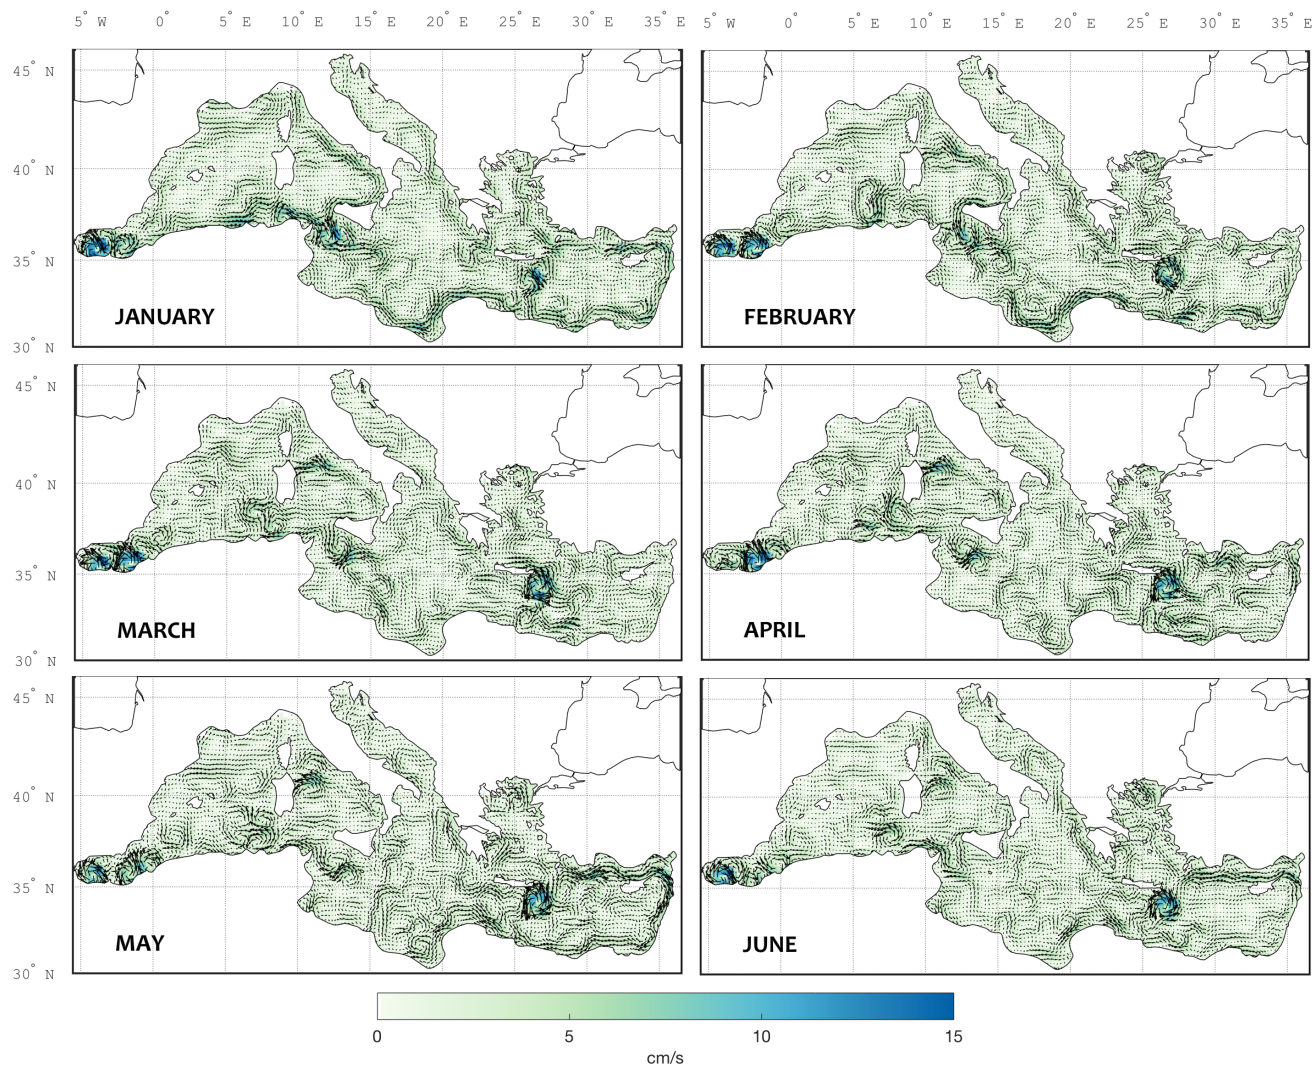 5° W 0° 5° E 10° E 15° E 20° E 25° E 30° E 35° E 5° W 0° 5° E 10° E 15° E 20° E 25° E 30° E 35° E
45° N
40° N
35° N
JANUARY FEBRUARY
30° N
45° N
40° N
35° N
MARCH APRIL
30° N
45° N
40° N
35° N
MAY JUNE
30° N
0 5 10 15
cm/s